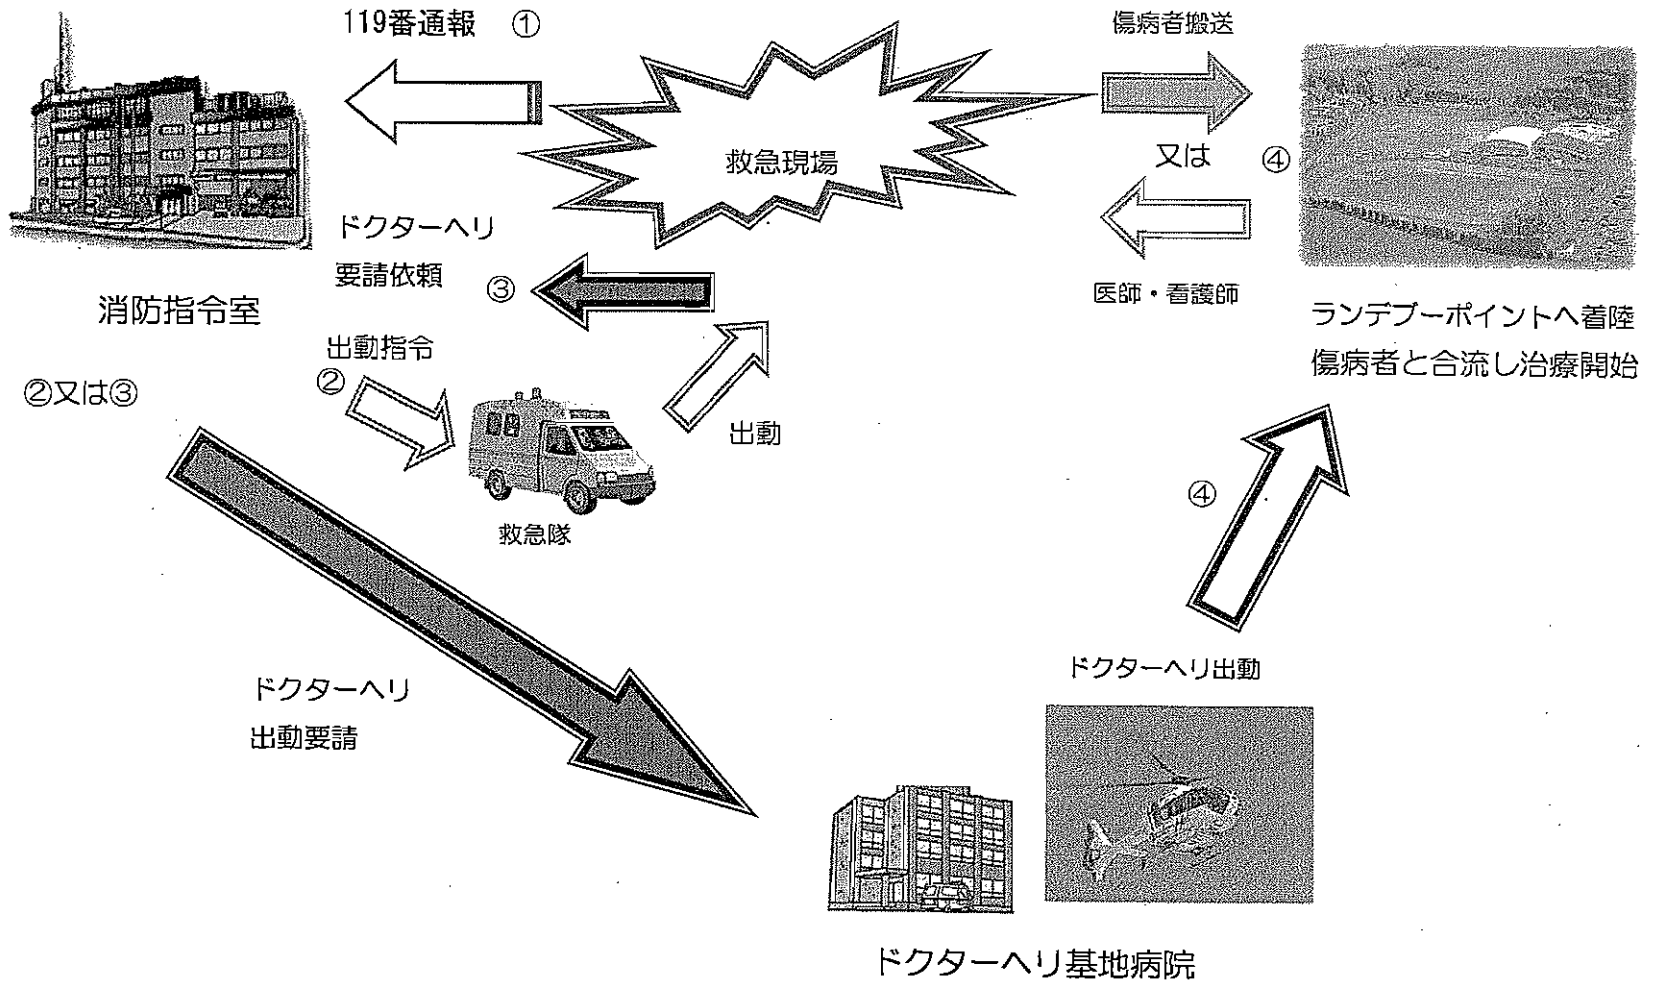 119番通報 ①
傷病者搬送
救急現場
又は ④
ドクターヘリ
要請依頼 ③
医師・看護師
消防指令室
ランデブーポイントへ着陸
傷病者と合流し治療開始
出動指令
②
②又は③
出動
救急隊
④
ドクターヘリ
出動要請
ドクターヘリ出動
ドクターヘリ基地病院